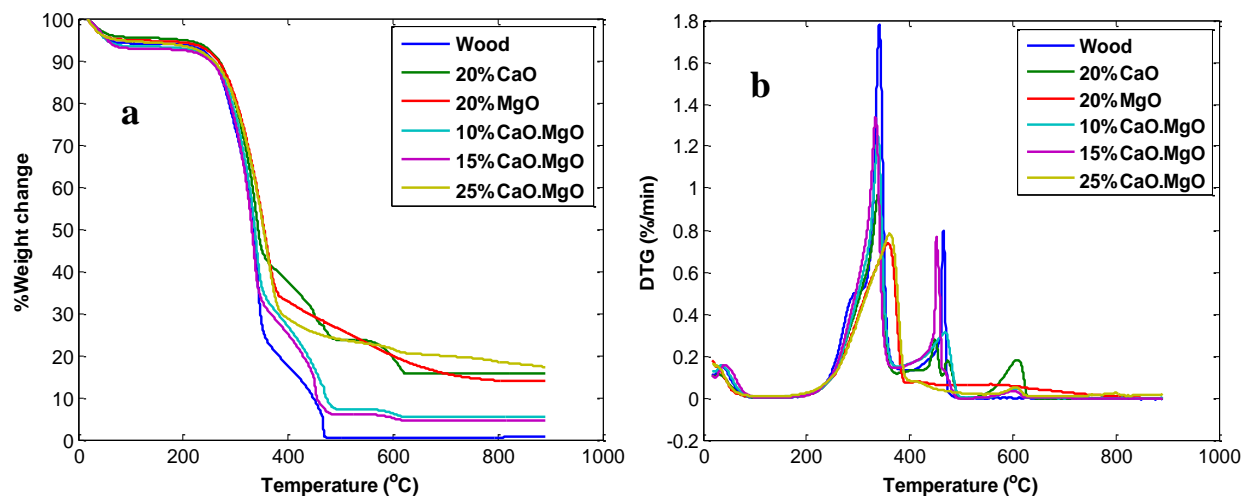 100
90
80
70
60
50
40
30
20
10
0
0
200
400
600
800
1000
%Weight change
Temperature (°C)
a
Wood
20%CaO
20%MgO
10%CaO.MgO
15%CaO.MgO
25%CaO.MgO
1.8
1.6
1.4
1.2
1
0.8
0.6
0.4
0.2
0
-0.2
0
200
400
600
800
1000
DTG (%/min)
Temperature (°C)
b
Wood
20%CaO
20%MgO
10%CaO.MgO
15%CaO.MgO
25%CaO.MgO